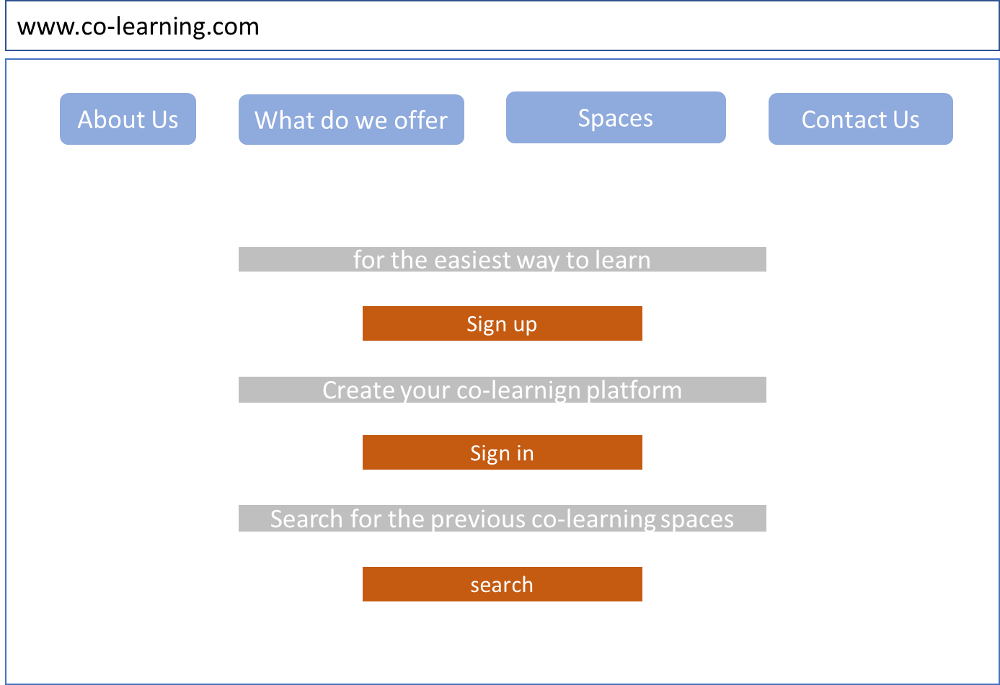 www.co-learning.com
About Us
What do we offer
Spaces
Contact Us
for the easiest way to learn
Sign up
Create your co-learnign platform
Sign in
Search for the previous co-learning spaces
search